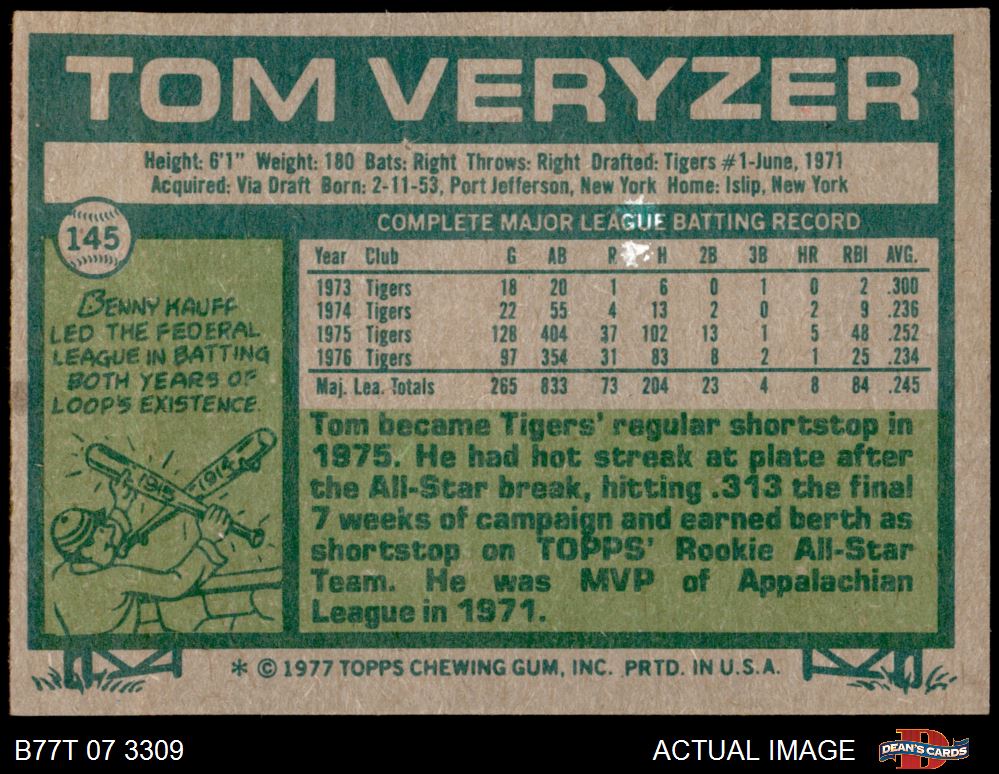 TOM VERYZER
Height: 6'1" Weight: 180 Bats: Right Throws: Right Drafted: Tigers #1-June, 1971
Acquired: Via Draft Born: 2-11-53, Port Jefferson, New York Home: Islip, New York
145
BENNY KAUFF
LED THE FEDERAL
LEAGUE IN BATTING
BOTH YEARS OF
LOOP'S EXISTENCE.
1915 1914
COMPLETE MAJOR LEAGUE BATTING RECORD
Year Club G AB R H 2B 3B HR RBI AVG.
1973 Tigers 18 20 1 6 0 1 0 2 .300
1974 Tigers 22 55 4 13 2 0 2 9 .236
1975 Tigers 128 404 37 102 13 1 5 48 .252
1976 Tigers 97 354 31 83 8 2 1 25 .234
Maj. Lea. Totals 265 833 73 204 23 4 8 84 .245
Tom became Tigers' regular shortstop in
1975. He had hot streak at plate after
the All-Star break, hitting .313 the final
7 weeks of campaign and earned berth as
shortstop on TOPPS' Rookie All-Star
Team. He was MVP of Appalachian
League in 1971.
* © 1977 TOPPS CHEWING GUM, INC. PRTD. IN U.S.A.
B77T 07 3309
ACTUAL IMAGE
DEAN'S CARDS